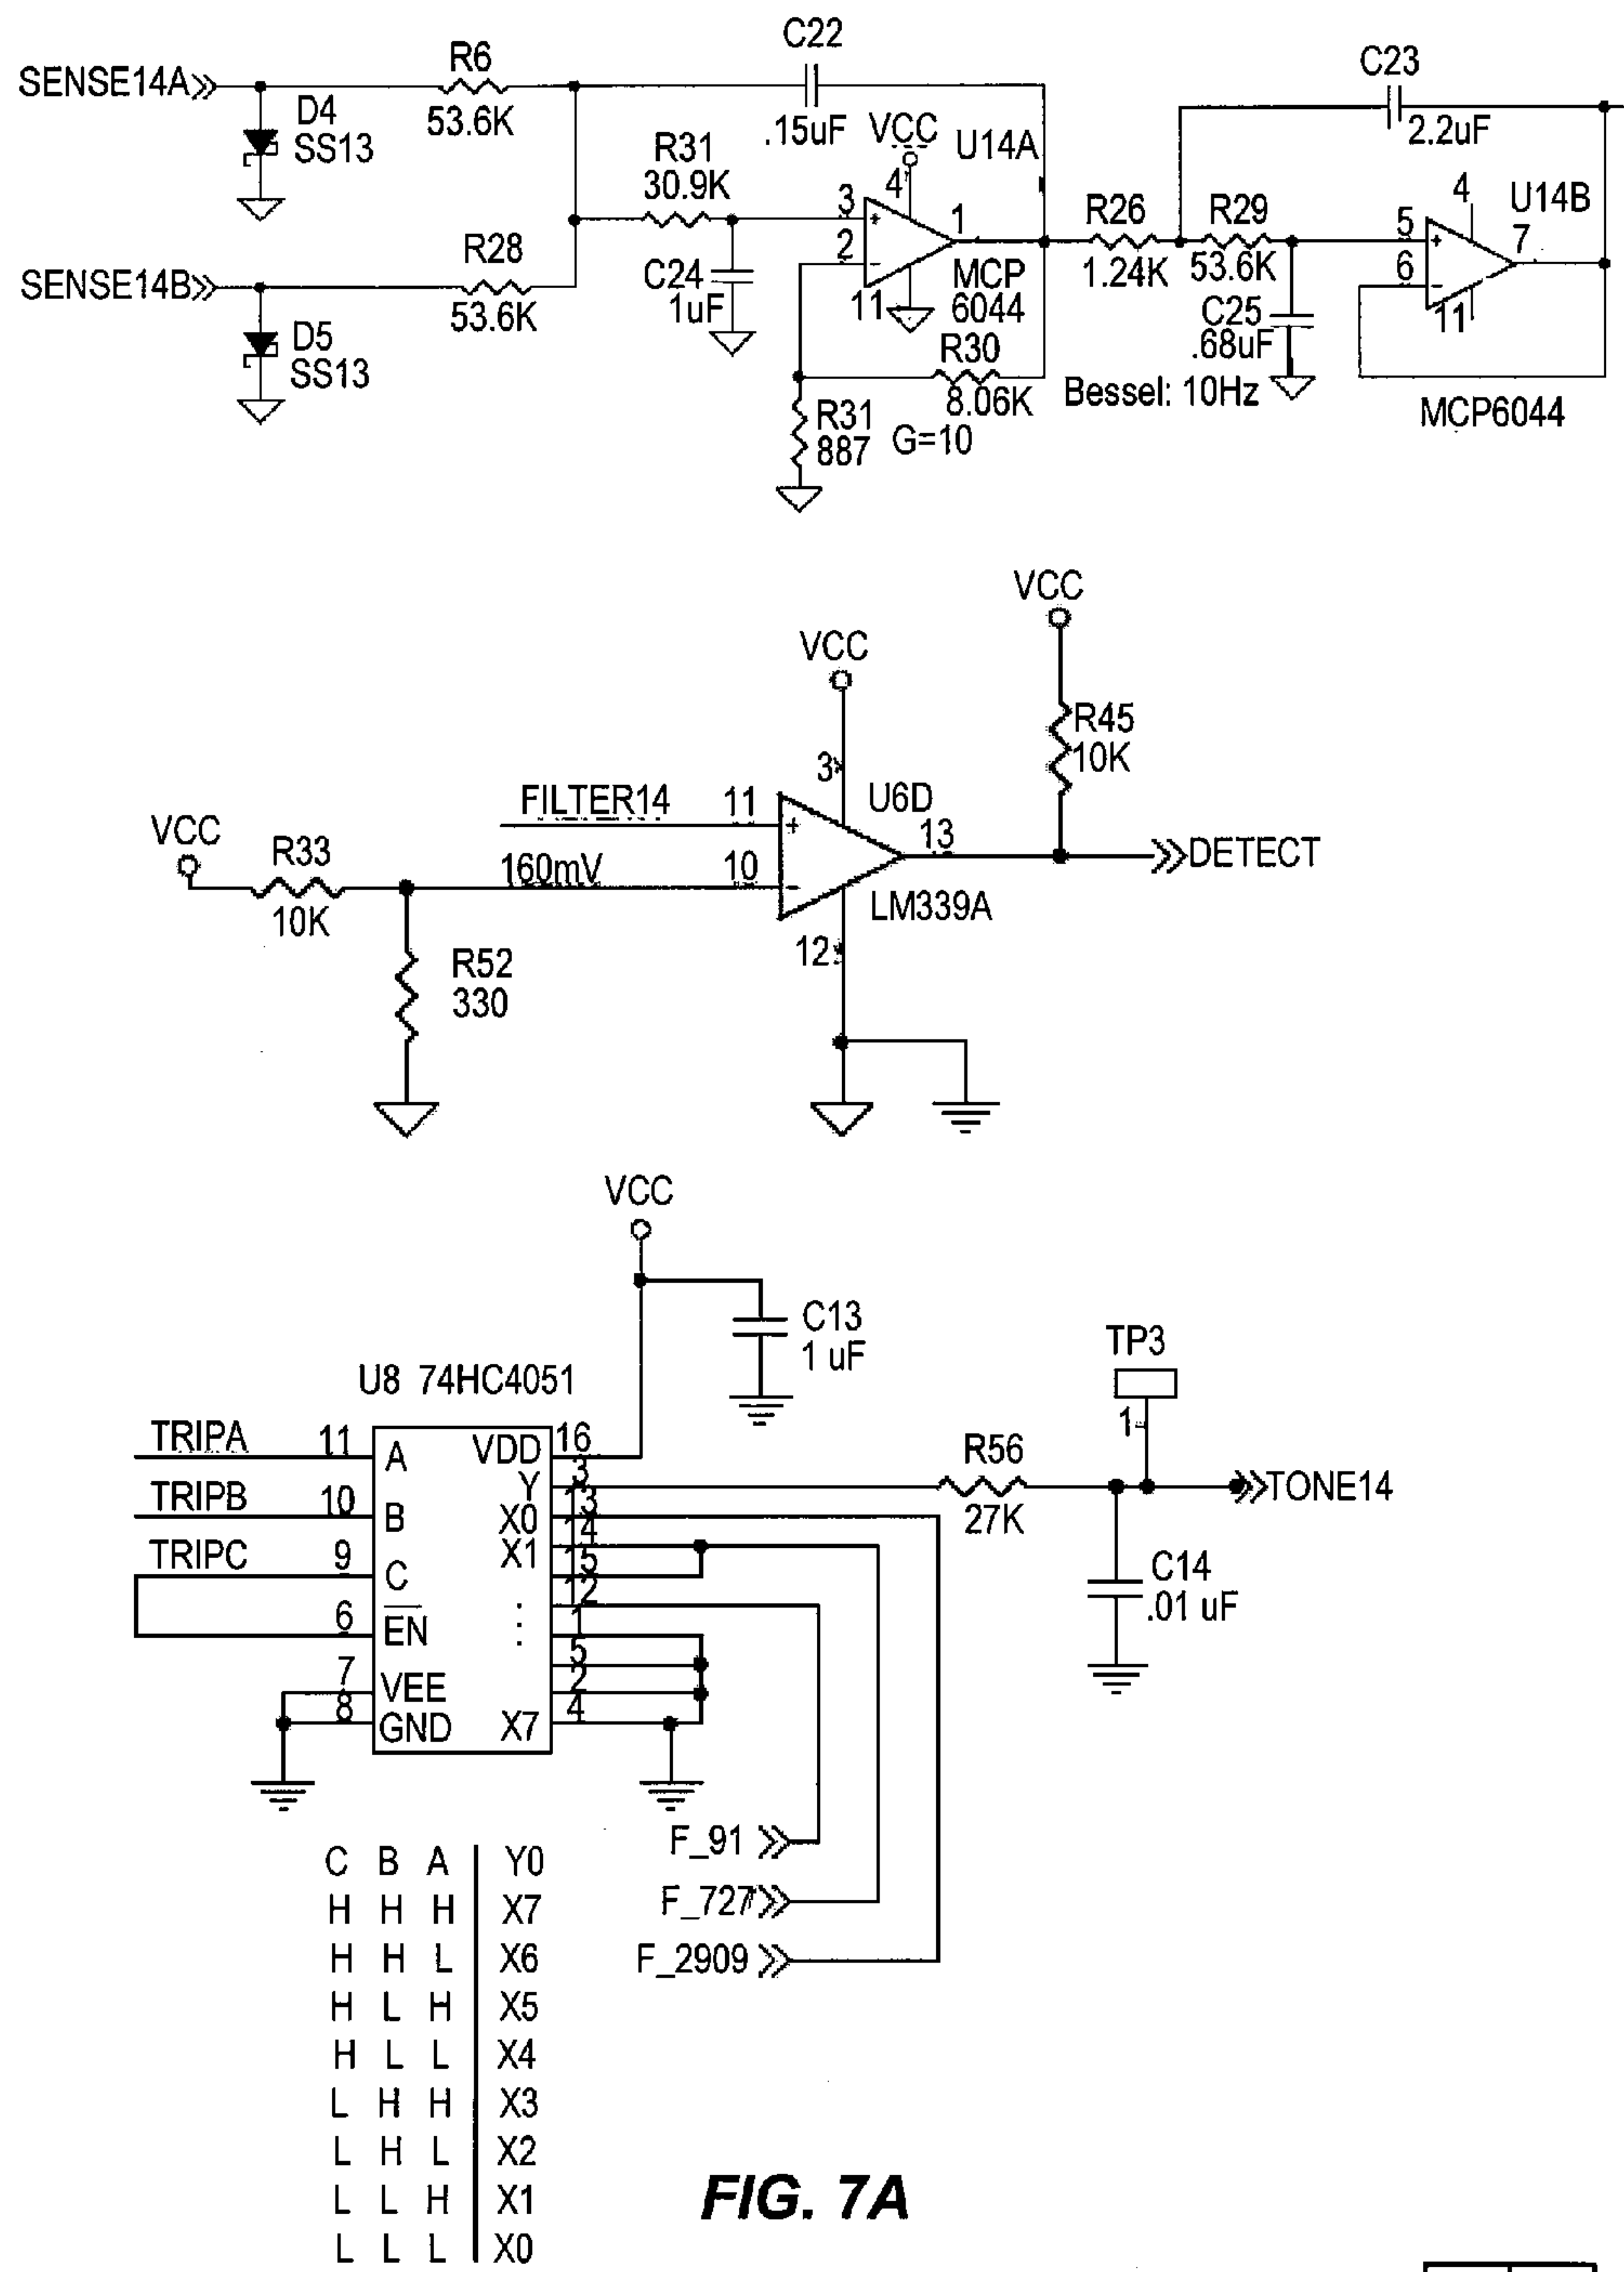 C22
R6
C23
SENSE14A
D4
SS13
53.6K
.15uF
VCC
U14A
2.2uF
R31
30.9K
4
3
2
1
R26
R29
4
U14B
5
7
6
R28
SENSE14B
53.6K
C24
1uF
11
MCP
6044
1.24K
53.6K
C25
.68uF
11
D5
SS13
R30
8.06K
Bessel: 10Hz
MCP6044
R31
887
G=10
VCC
VCC
R45
10K
3
U6D
FILTER14
11
13
VCC
R33
160mV
10
DETECT
10K
LM339A
12
R52
330
VCC
C13
1 uF
TP3
U8 74HC4051
1
TRIPA
11
A
VDD
16
R56
Y
3
TONE14
TRIPB
10
B
X0
3
27K
4
X1
TRIPC
9
C
5
C14
.01 uF
2
6
EN
:
1
:
5
7
VEE
2
8
GND
X7
4
F_91
C B A Y0
F_727
H H H X7
F_2909
H H L X6
H L H X5
H L L X4
L H H X3
L H L X2
L L H X1
L L L X0
FIG. 7A